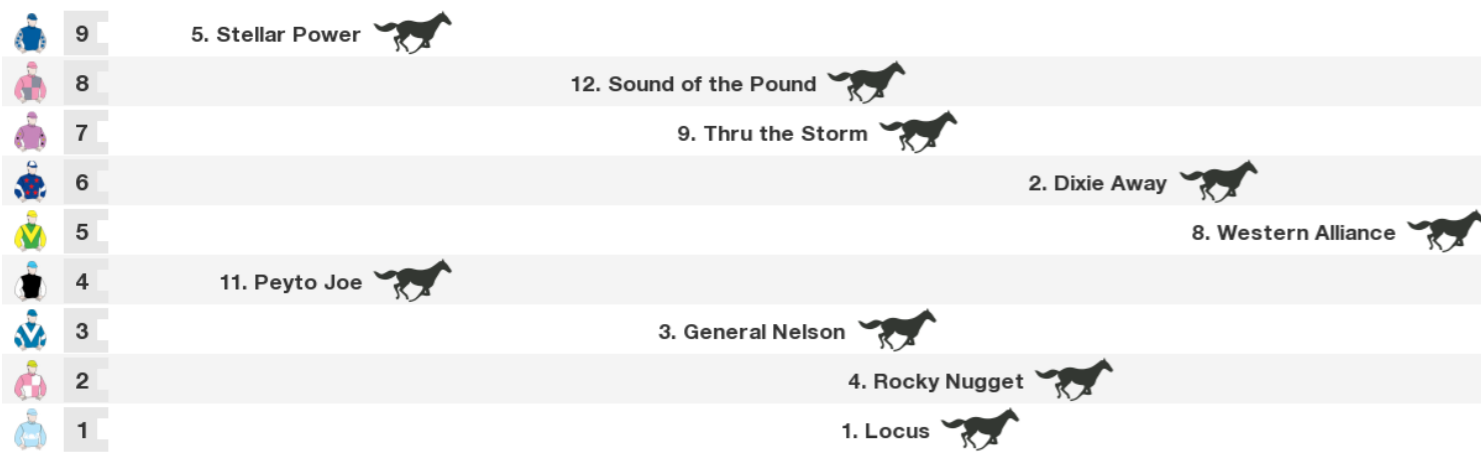 9 5. Stellar Power
8 12. Sound of the Pound
7 9. Thru the Storm
6 2. Dixie Away
5 8. Western Alliance
4 11. Peyto Joe
3 3. General Nelson
2 4. Rocky Nugget
1 1. Locus